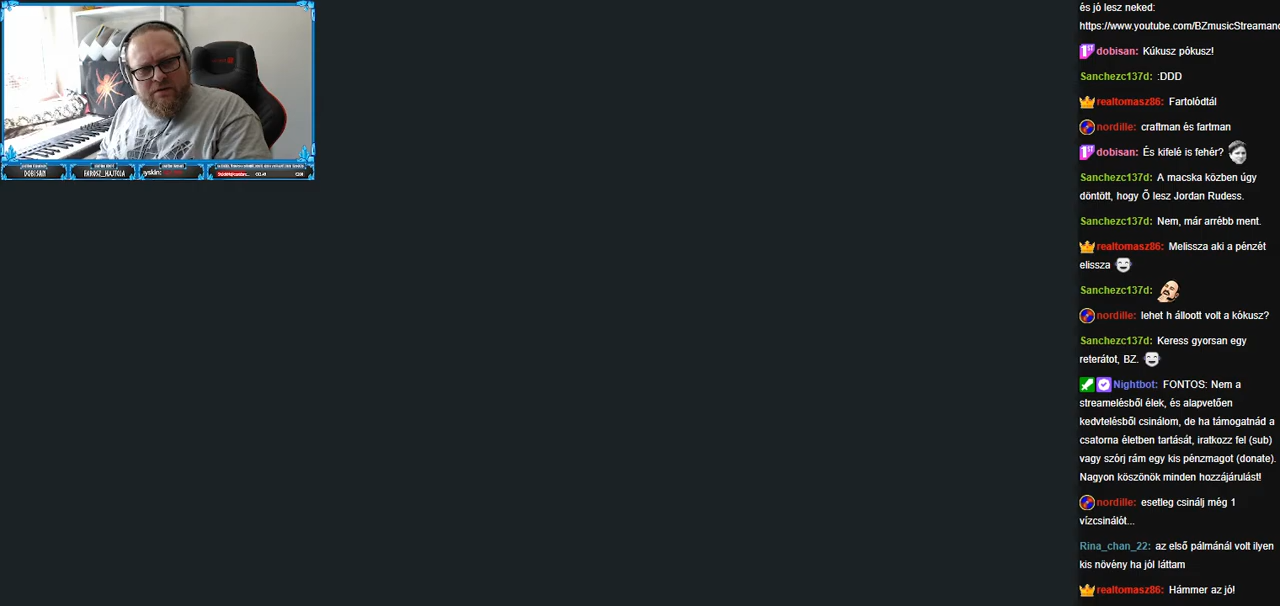 DOBISAN
FAROSZ_HAJCIJA
yskin:
és jó lesz neked:
https://www.youtube.com/BZmusicStreamand
dobisan: Kúkusz pókusz!
Sanchezc137d: :DDD
realtomasz86: Fartolódtál
nordille: craftman és fartman
dobisan: És kifelé is fehér?
Sanchezc137d: A macska közben úgy
döntött, hogy Ő lesz Jordan Rudess.
Sanchezc137d: Nem, már arrébb ment.
realtomasz86: Melissza aki a pénzét
elissza
Sanchezc137d:
nordille: lehet h álloott volt a kókusz?
Sanchezc137d: Keress gyorsan egy
reterátot, BZ.
Nightbot: FONTOS: Nem a
streamelésből élek, és alapvetően
kedvtelésből csinálom, de ha támogatnád a
csatorna életben tartását, iratkozz fel (sub)
vagy szórj rám egy kis pénzmagot (donate).
Nagyon köszönök minden hozzájárulást!
nordille: esetleg csinálj még 1
vízcsinálót...
Rina_chan_22: az első pálmánál volt ilyen
kis növény ha jól láttam
realtomasz86: Hámmer az jó!